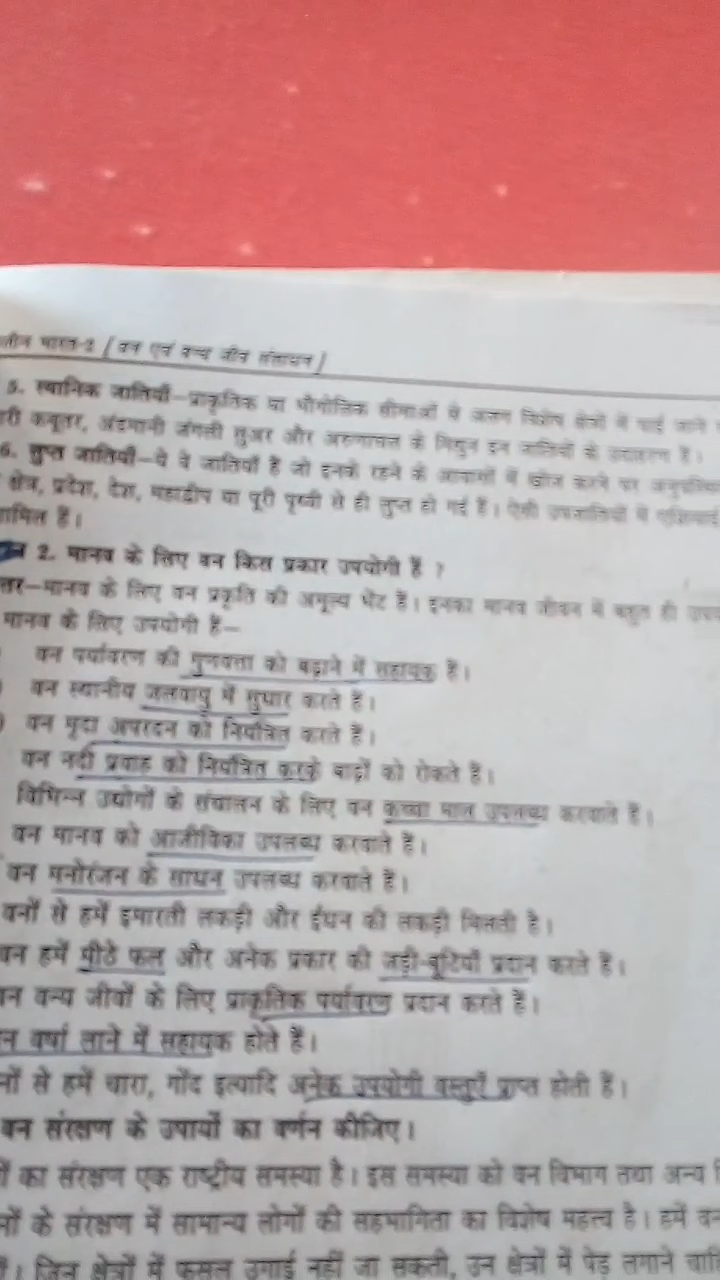 भारत-2 / वन एवं वन्य जीव संसाधन]
5. स्थानिक जातियाँ–प्राकृतिक या भौगोलिक सीमाओं से अलग विशेष क्षेत्रों में पाई जाने
कबूतर, अंडमानी जंगली सुअर और अरुणाचल के मिथुन इन जातियों के उदाहरण हैं।
6. लुप्त जातियाँ–ये वे जातियाँ हैं जो इनके रहने के आवासों में खोज करने पर
क्षेत्र, प्रदेश, देश, महाद्वीप या पूरी पृथ्वी से ही लुप्त हो गई हैं। ऐसी उपजातियों में
हैं।
2. मानव के लिए वन किस प्रकार उपयोगी हैं ?
त्तर–मानव के लिए वन प्रकृति की अमूल्य भेंट हैं। इनका मानव जीवन में बहुत ही
मानव के लिए उपयोगी हैं–
वन पर्यावरण की गुणवत्ता को बढ़ाने में सहायक हैं।
वन स्थानीय जलवायु में सुधार करते हैं।
वन मृदा अपरदन को नियंत्रित करते हैं।
वन नदी प्रवाह को नियंत्रित करके बाढ़ों को रोकते हैं।
विभिन्न उद्योगों के संचालन के लिए वन कच्चा माल उपलब्ध करवाते हैं।
वन मानव को आजीविका उपलब्ध करवाते हैं।
वन मनोरंजन के साधन उपलब्ध करवाते हैं।
वनों से हमें इमारती लकड़ी और ईंधन की लकड़ी मिलती है।
वन हमें मीठे फल और अनेक प्रकार की जड़ी-बूटियाँ प्रदान करते हैं।
वन वन्य जीवों के लिए प्राकृतिक पर्यावरण प्रदान करते हैं।
न वर्षा लाने में सहायक होते हैं।
नों से हमें चारा, गोंद इत्यादि अनेक उपयोगी वस्तुएँ प्राप्त होती हैं।
वन संरक्षण के उपायों का वर्णन कीजिए।
का संरक्षण एक राष्ट्रीय समस्या है। इस समस्या को वन विभाग तथा अन्य
नों के संरक्षण में सामान्य लोगों की सहभागिता का विशेष महत्त्व है। हमें
जिन क्षेत्रों में फसल उगाई नहीं जा सकती, उन क्षेत्रों में पेड़ लगाने